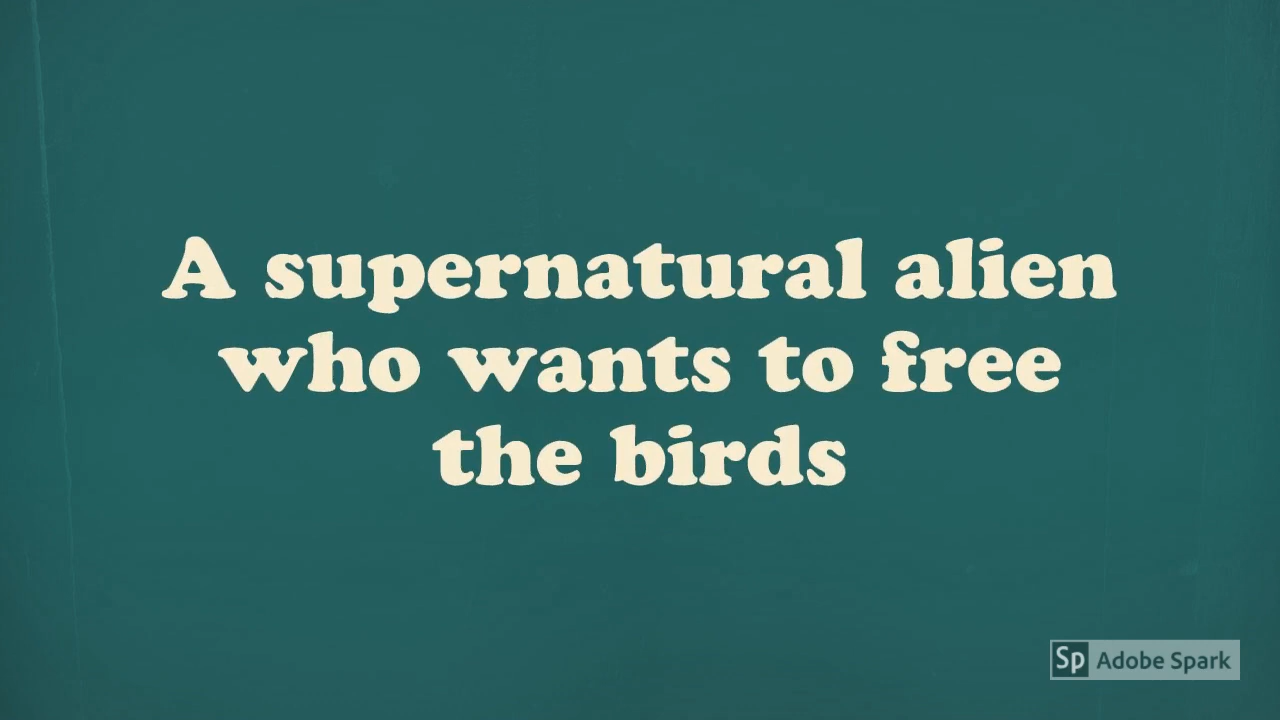 A supernatural alien
who wants to free
the birds
Sp Adobe Spark